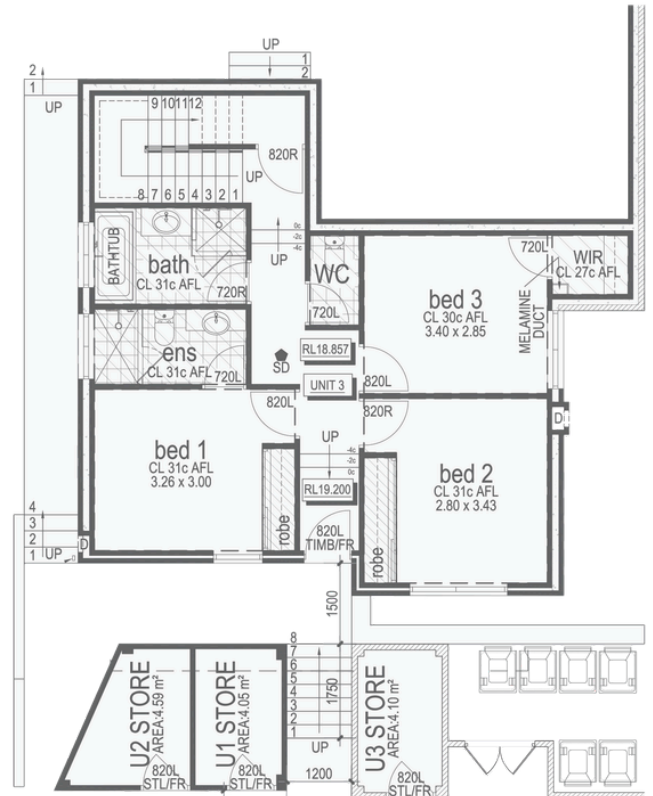 UP
1
2
2
1
UP
9 10 11 12
820R
UP
8 7 6 5 4 3 2 1
UP
BATHTUB
bath
CL 31c AFL
720R
WC
720L
720L
WIR
CL 27c AFL
bed 3
CL 30c AFL
3.40 x 2.85
MELAMINE
DUCT
ens
CL 31c AFL
720L
SD
RL18.857
UNIT 3
820L
820L
820R
D
bed 1
CL 31c AFL
3.26 x 3.00
UP
RL19.200
bed 2
CL 31c AFL
2.80 x 3.43
robe
robe
820L
TIMB/FR
4
3
2
1
UP
D
1500
8
7
6
5
4
3
2
1
UP
1750
1200
U2 STORE
AREA:4.59 m²
820L
STL/FR
U1 STORE
AREA:4.05 m²
820L
STL/FR
U3 STORE
AREA:4.10 m²
820L
STL/FR